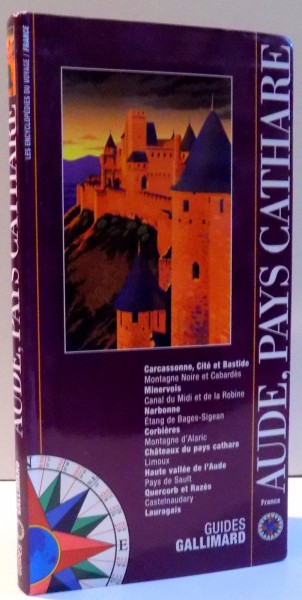 LES ENCYCLOPÉDIES DU VOYAGE / FRANCE
AUDE, PAYS CATHARE
AUDE, PAYS CATHARE
Carcassonne, Cité et Bastide
Montagne Noire et Cabardès
Minervois
Canal du Midi et de la Robine
Narbonne
Étang de Bages-Sigean
Corbières
Montagne d'Alaric
Châteaux du pays cathare
Limoux
Haute vallée de l'Aude
Pays de Sault
Quercorb et Razès
Castelnaudary
Lauragais
GUIDES
GALLIMARD
France
E